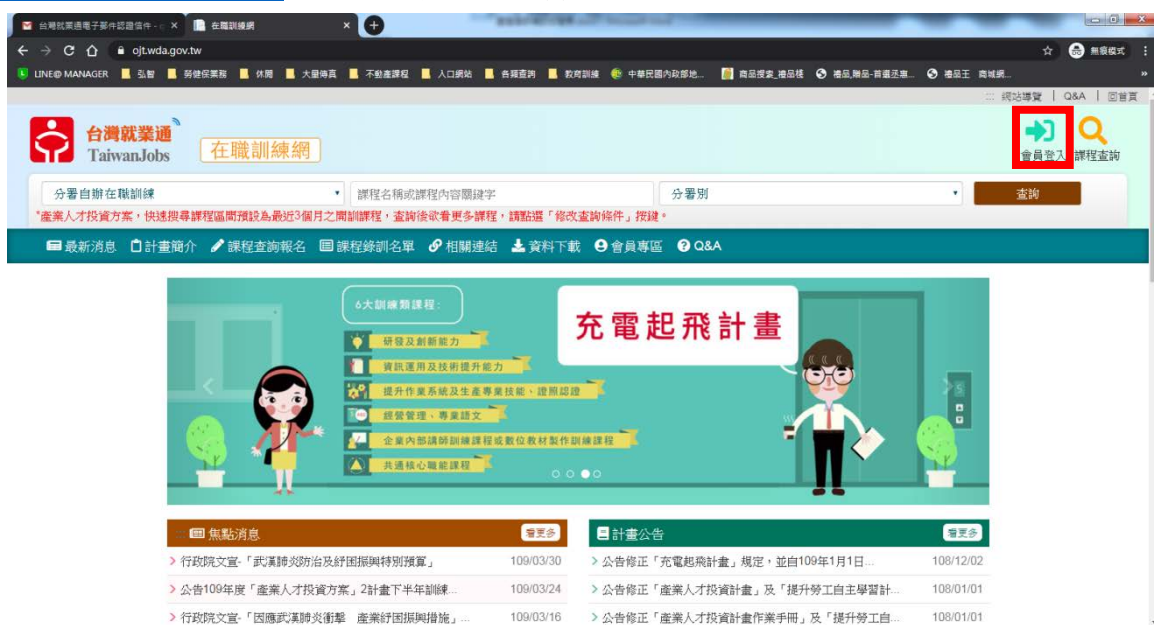 台灣就業通電子郵件認證信件 -
在職訓練網
ojt.wda.gov.tw
無痕模式
LINE@ MANAGER
弘智
勞健保業務
休閒
大量傳真
不動產課程
人口網站
各類查詢
教育訓練
中華民國內政部地...
商品搜索_禮品棧
禮品,贈品-首選丞車...
禮品王 商城網...
»
::: 網站導覽 | Q&A | 回首頁
台灣就業通
TaiwanJobs
在職訓練網
會員登入
課程查詢
分署自辦在職訓練
課程名稱或課程內容關鍵字
分署別
查詢
*產業人才投資方案,快速搜尋課程區間預設為最近3個月之開訓課程,查詢後欲看更多課程,請點選「修改查詢條件」按鍵。
最新消息 計畫簡介 課程查詢報名 課程錄訓名單 相關連結 資料下載 會員專區 Q&A
6大訓練類課程:
充電起飛計畫
研發及創新能力
資訊運用及技術提升能力
提升作業系統及生產專業技能、證照認證
經營管理、專業語文
企業內部講師訓練課程或數位教材製作訓練課程
共通核心職能課程
5
::: 焦點消息
看更多
行政院文宣-「武漢肺炎防治及紓困振興特別預算」 109/03/30
公告109年度「產業人才投資方案」2計畫下半年訓練... 109/03/24
行政院文宣-「因應武漢肺炎衝擊 產業紓困振興措施」... 109/03/16
計畫公告
看更多
公告修正「充電起飛計畫」規定,並自109年1月1日... 108/12/02
公告修正「產業人才投資計畫」及「提升勞工自主學習計... 108/01/01
公告修正「產業人才投資計畫作業手冊」及「提升勞工自... 108/01/01